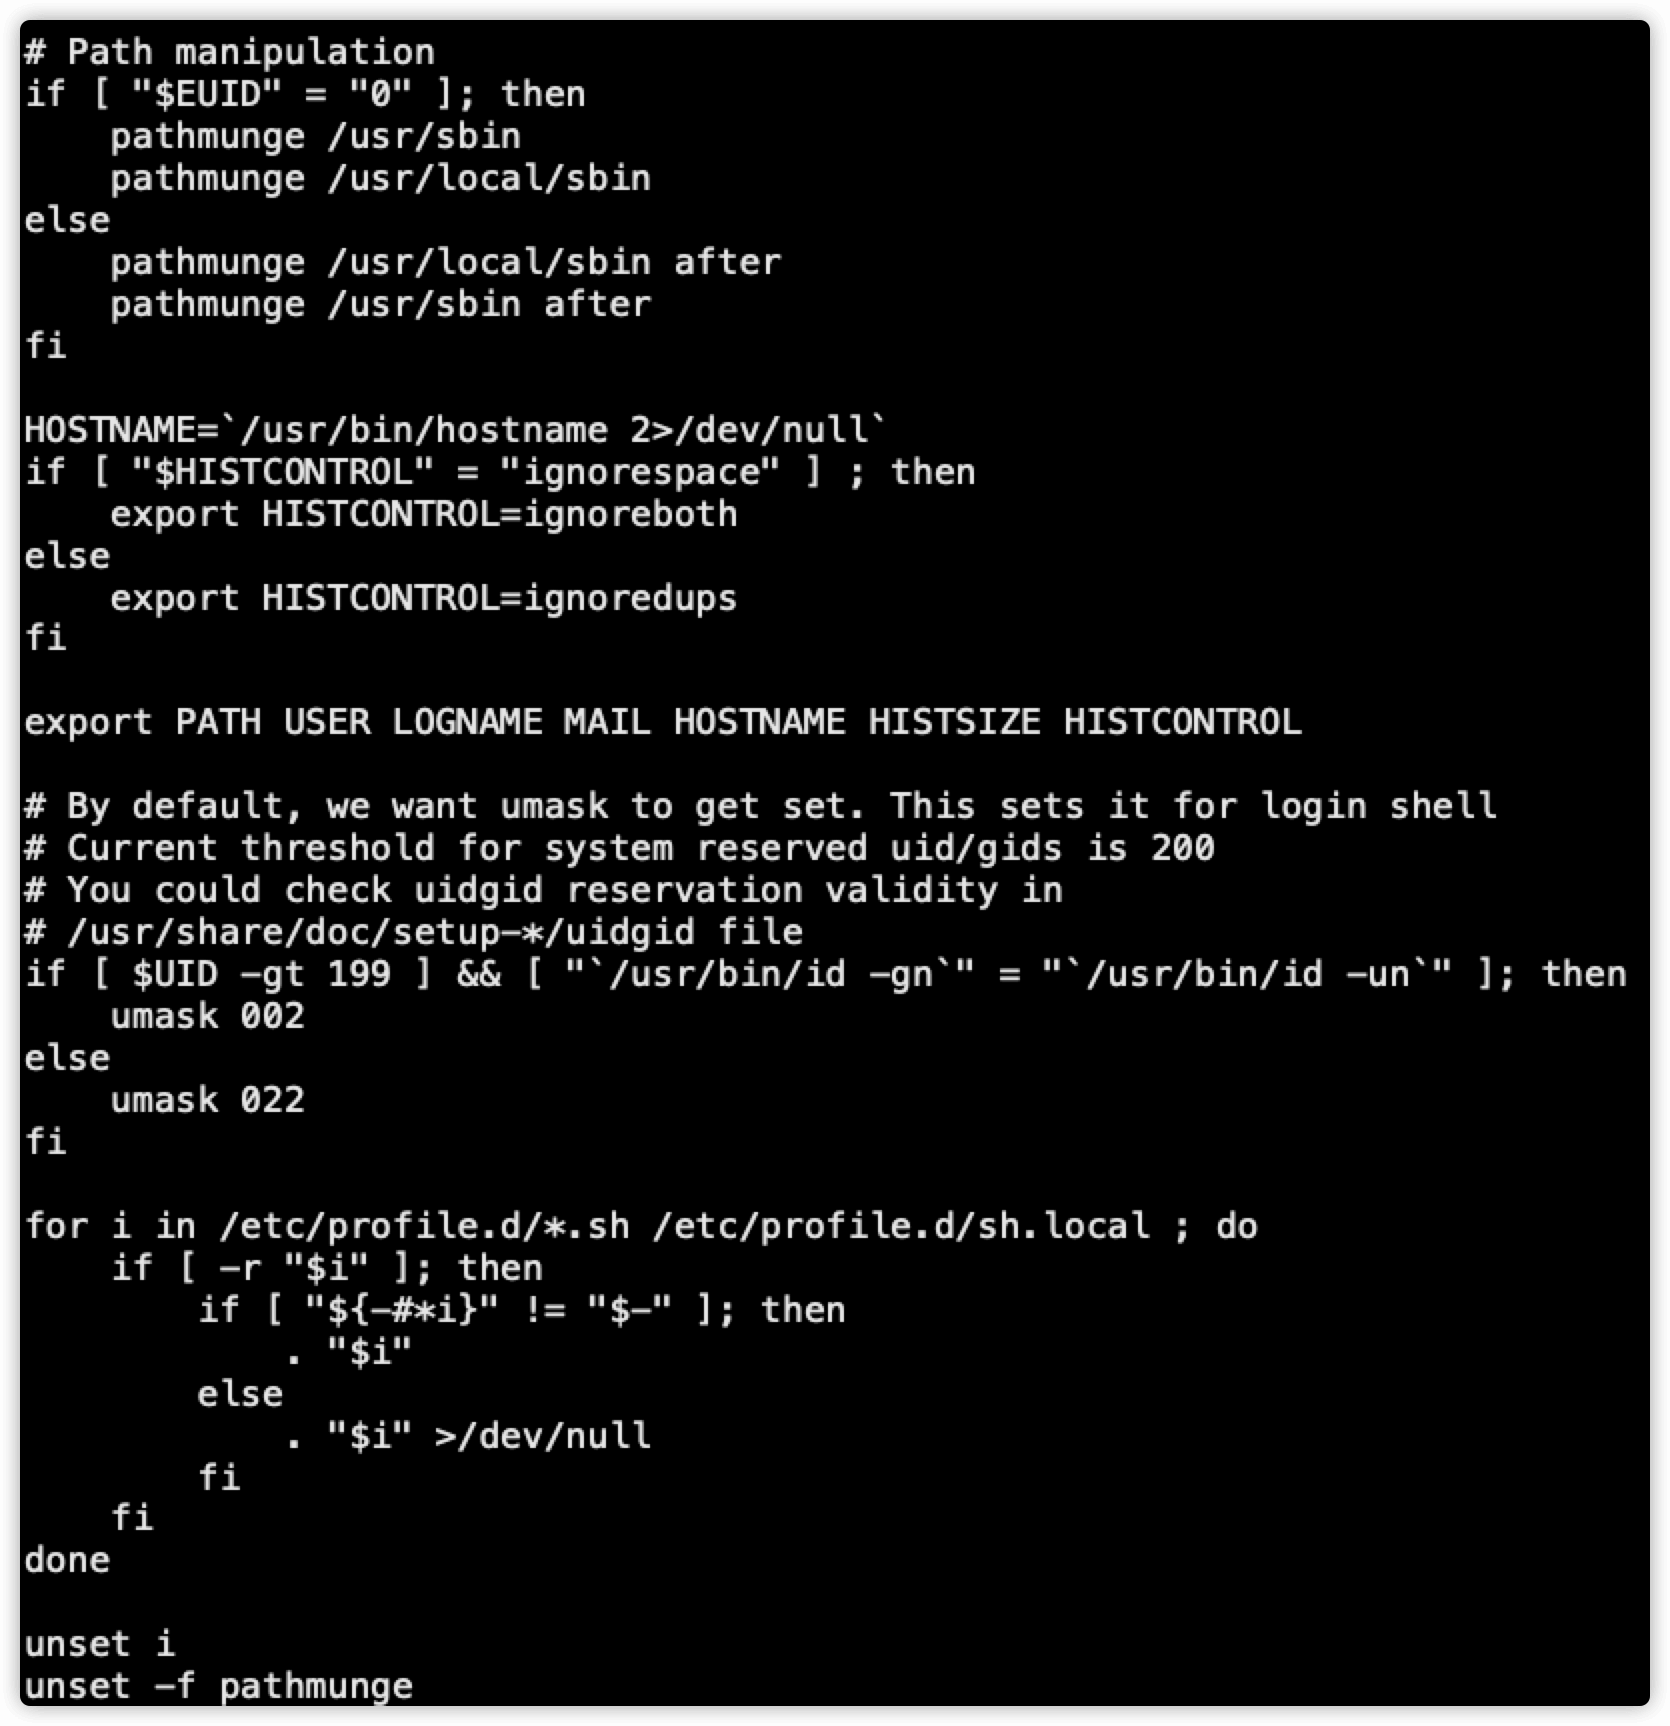 # Path manipulation
if [ "$EUID" = "0" ]; then
    pathmunge /usr/sbin
    pathmunge /usr/local/sbin
else
    pathmunge /usr/local/sbin after
    pathmunge /usr/sbin after
fi

HOSTNAME=`/usr/bin/hostname 2>/dev/null`
if [ "$HISTCONTROL" = "ignorespace" ] ; then
    export HISTCONTROL=ignoreboth
else
    export HISTCONTROL=ignoredups
fi

export PATH USER LOGNAME MAIL HOSTNAME HISTSIZE HISTCONTROL

# By default, we want umask to get set. This sets it for login shell
# Current threshold for system reserved uid/gids is 200
# You could check uidgid reservation validity in
# /usr/share/doc/setup-*/uidgid file
if [ $UID -gt 199 ] && [ "`/usr/bin/id -gn`" = "`/usr/bin/id -un`" ]; then
    umask 002
else
    umask 022
fi

for i in /etc/profile.d/*.sh /etc/profile.d/sh.local ; do
    if [ -r "$i" ]; then
        if [ "${-#*i}" != "$-" ]; then
            . "$i"
        else
            . "$i" >/dev/null
        fi
    fi
done

unset i
unset -f pathmunge